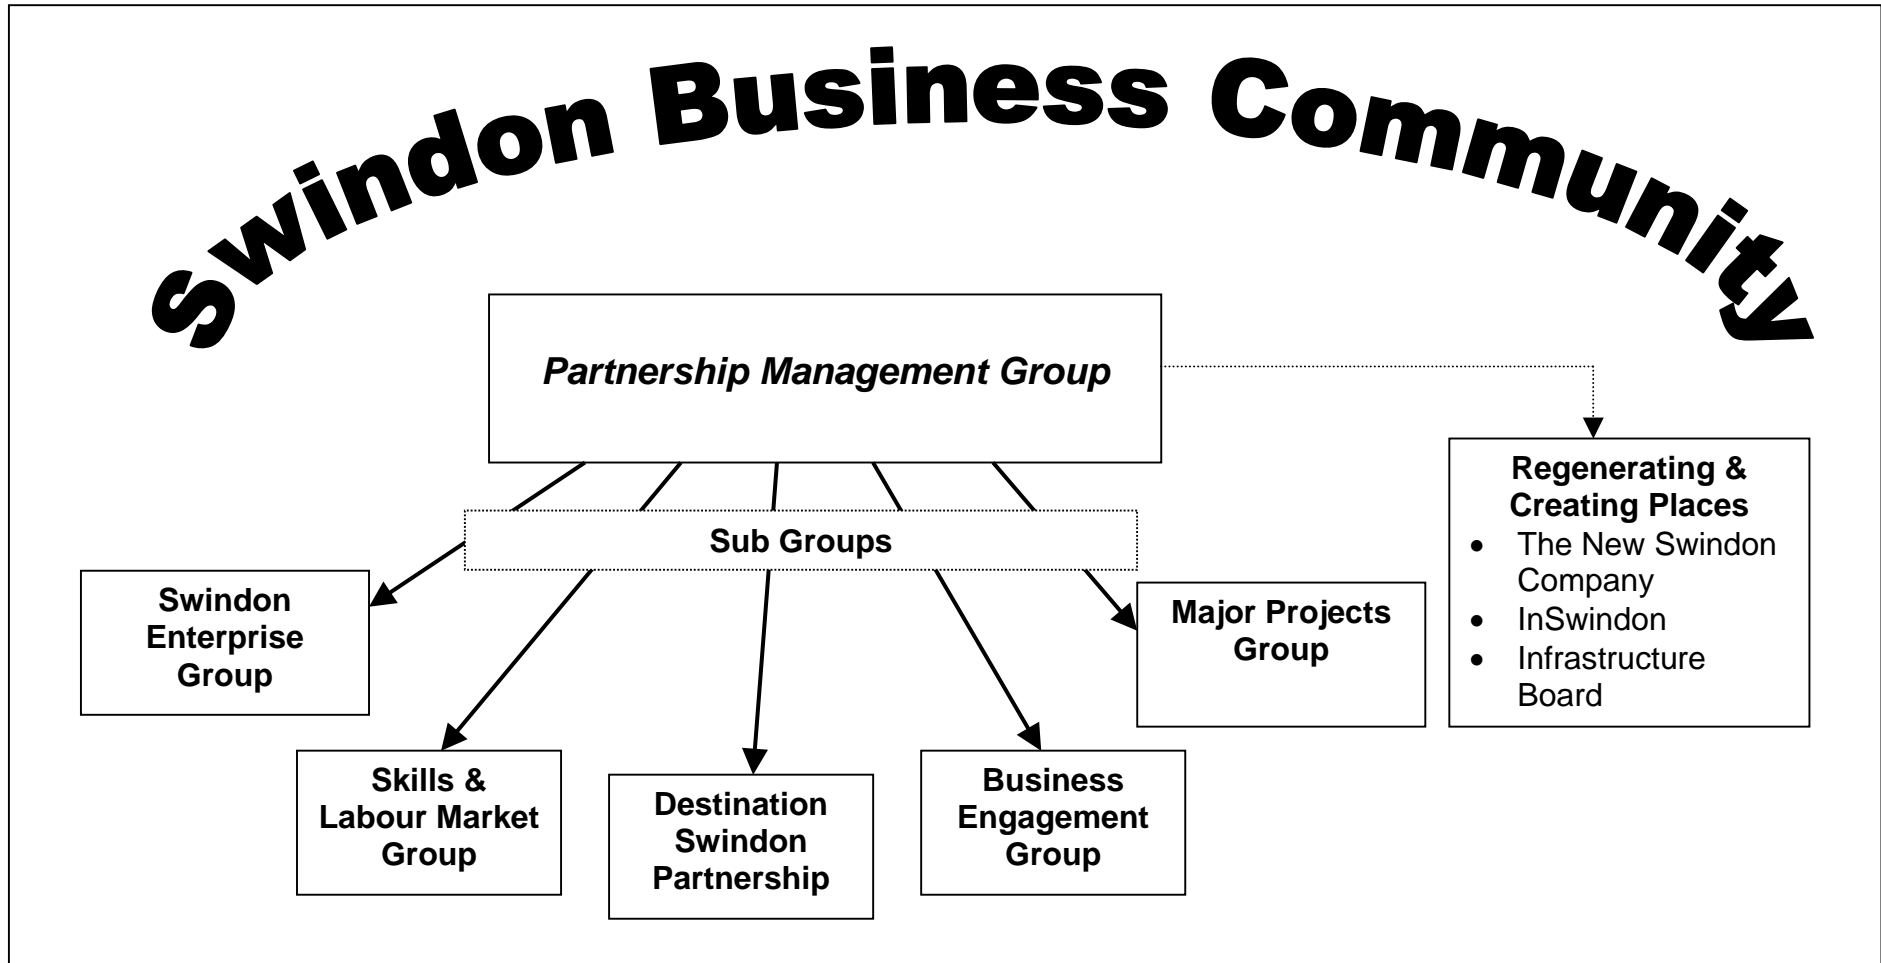 Swindon Business Community
Partnership Management Group
Sub Groups
Regenerating &
Creating Places
• The New Swindon
Company
• InSwindon
• Infrastructure
Board
Swindon
Enterprise
Group
Major Projects
Group
Skills &
Labour Market
Group
Destination
Swindon
Partnership
Business
Engagement
Group